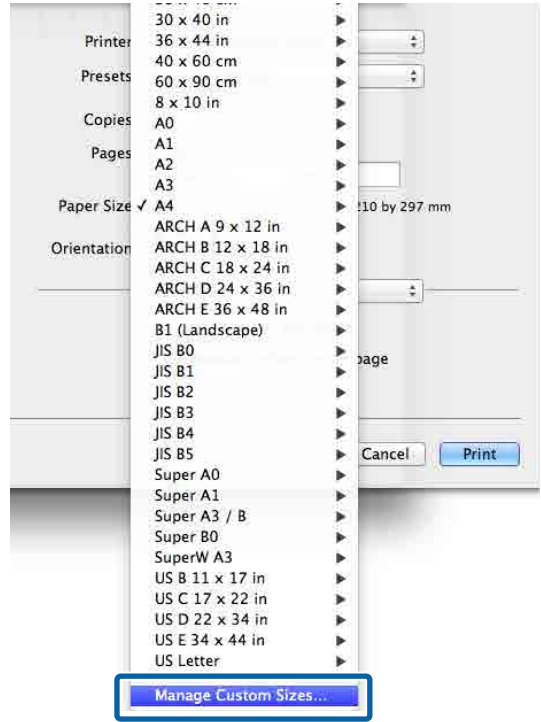 30 x 40 in
Printer 36 x 44 in
40 x 60 cm
Presets 60 x 90 cm
8 x 10 in
Copies A0
A1
Pages A2
A3
Paper Size ✓ A4 210 by 297 mm
ARCH A 9 x 12 in
Orientation ARCH B 12 x 18 in
ARCH C 18 x 24 in
ARCH D 24 x 36 in
ARCH E 36 x 48 in
B1 (Landscape)
JIS B0
JIS B1 page
JIS B2
JIS B3
JIS B4
JIS B5 Cancel Print
Super A0
Super A1
Super A3 / B
Super B0
SuperW A3
US B 11 x 17 in
US C 17 x 22 in
US D 22 x 34 in
US E 34 x 44 in
US Letter
Manage Custom Sizes...